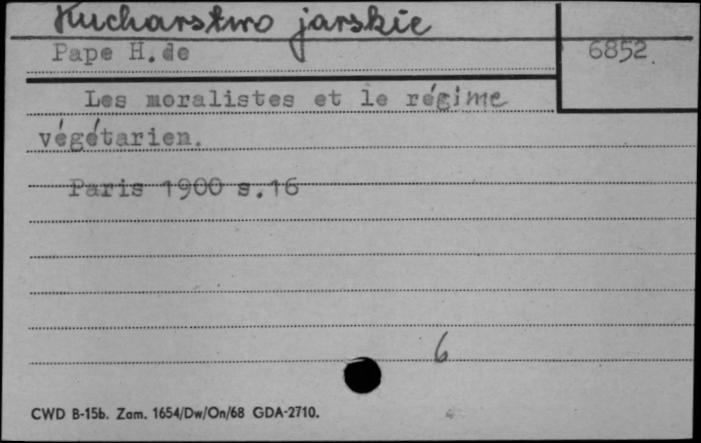 Kucharstwo jarskie
Pape H. de
6852.
Les moralistes et le régime
végétarien.
Paris 1900 s.16
6
CWD B-15b. Zam. 1654/Dw/On/68 GDA-2710.